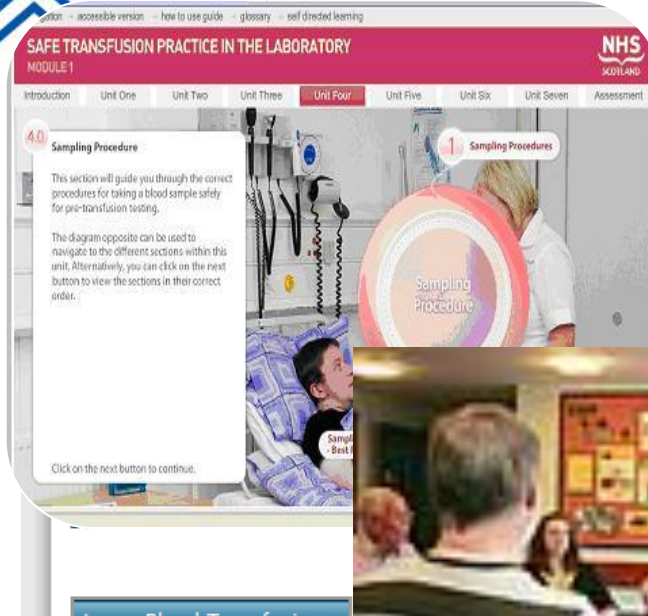 accessible version how to use guide glossary self directed learning
SAFE TRANSFUSION PRACTICE IN THE LABORATORY
MODULE 1
NHS
SCOTLAND
Introduction Unit One Unit Two Unit Three Unit Four Unit Five Unit Six Unit Seven Assessment
4.0
Sampling Procedure
This section will guide you through the correct
procedures for taking a blood sample safely
for pre-transfusion testing.
The diagram opposite can be used to
navigate to the different sections within this
unit. Alternatively, you can click on the next
button to view the sections in their correct
order.
Click on the next button to continue.
1 Sampling Procedures
Sampling
Procedure
- Best